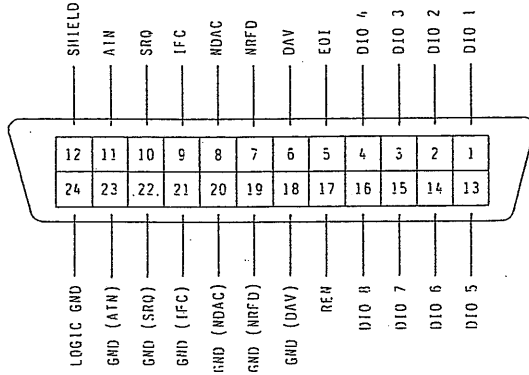 SHIELD
ATN
SRQ
IFC
NDAC
NRFD
DAV
EOI
DIO 4
DIO 3
DIO 2
DIO 1
12 11 10 9 8 7 6 5 4 3 2 1
24 23 .22. 21 20 19 18 17 16 15 14 13
LOGIC GND
GND (ATN)
GND (SRQ)
GND (IFC)
GND (NDAC)
GND (NRFD)
GND (DAV)
REN
DIO 8
DIO 7
DIO 6
DIO 5